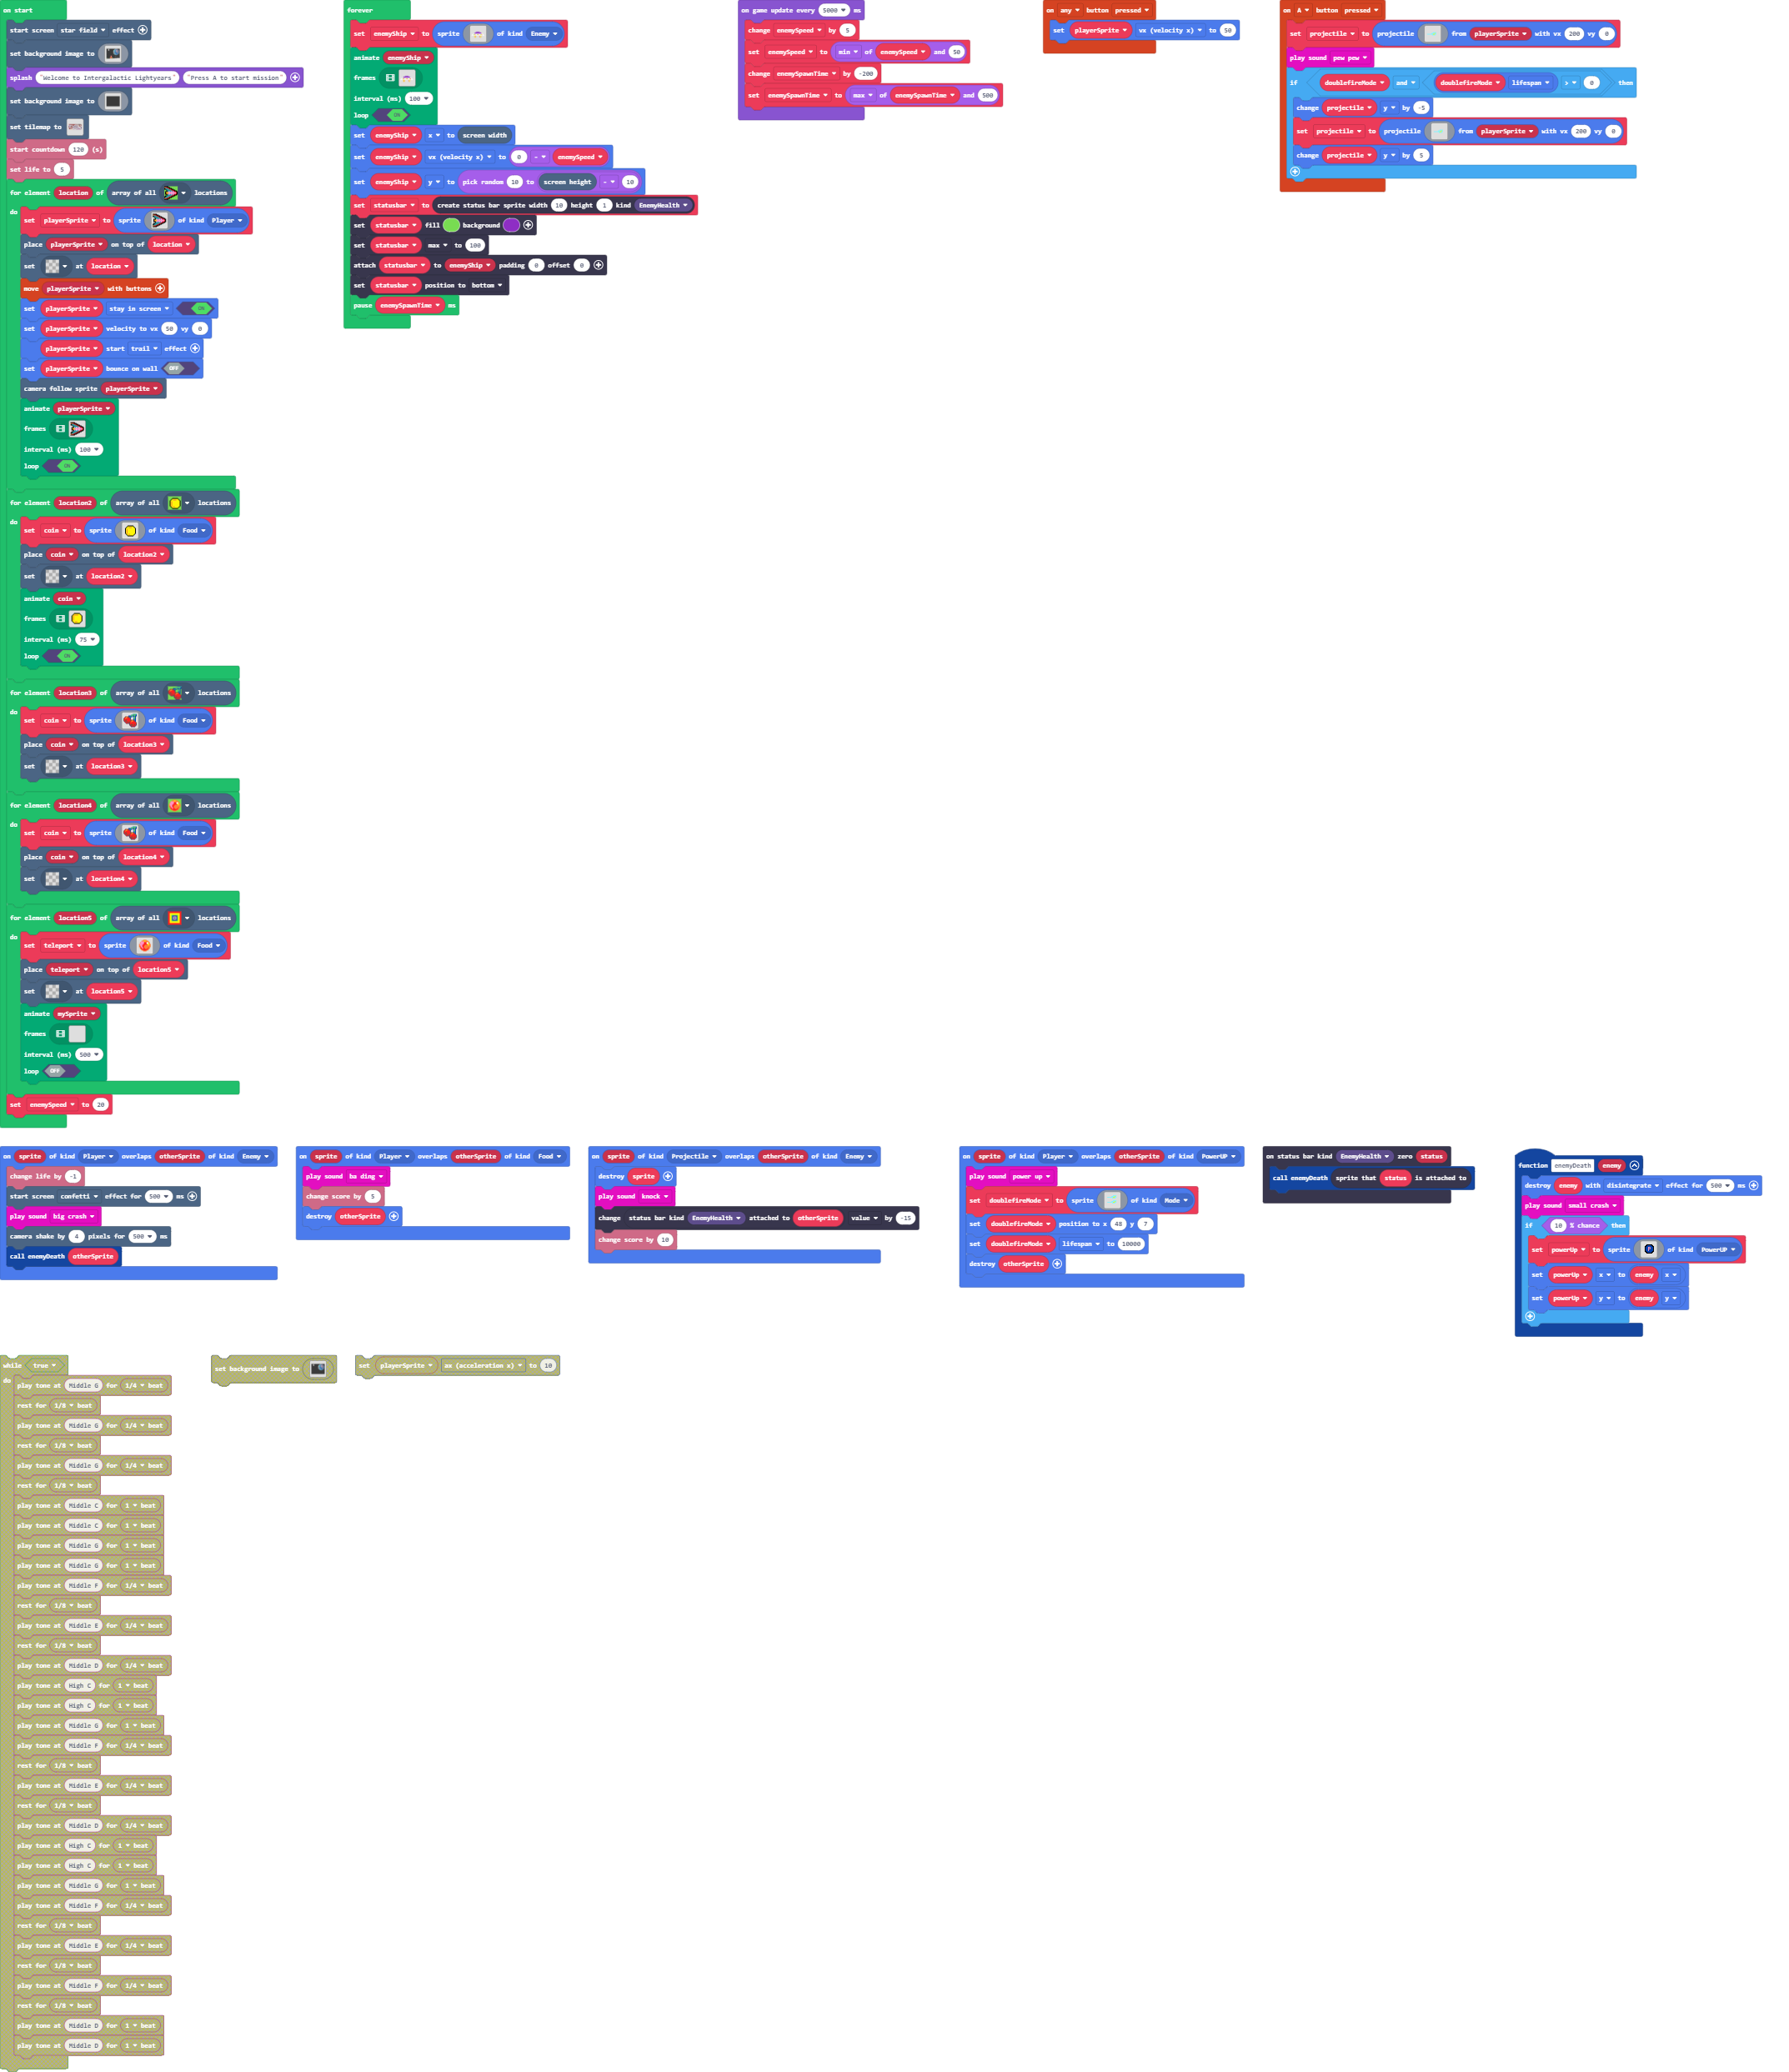 on start
start screen star field effect
set background image to
splash "Welcome to Intergalactic Lightyears" "Press A to start mission"
set background image to
set tilemap to
start countdown 120 (s)
set life to 5
for element location of array of all locations
do
set playerSprite to sprite of kind Player
place playerSprite on top of location
set at location
move playerSprite with buttons
set playerSprite stay in screen ON
set playerSprite velocity to vx 50 vy 0
playerSprite start trail effect
set playerSprite bounce on wall OFF
camera follow sprite playerSprite
animate playerSprite
frames
interval (ms) 100
loop ON
for element location2 of array of all locations
do
set coin to sprite of kind Food
place coin on top of location2
set at location2
animate coin
frames
interval (ms) 75
loop ON
for element location3 of array of all locations
do
set coin to sprite of kind Food
place coin on top of location3
set at location3
for element location4 of array of all locations
do
set coin to sprite of kind Food
place coin on top of location4
set at location4
for element location5 of array of all locations
do
set teleport to sprite of kind Food
place teleport on top of location5
set at location5
animate mySprite
frames
interval (ms) 500
loop OFF
set enemySpeed to 20
forever
set enemyShip to sprite of kind Enemy
animate enemyShip
frames
interval (ms) 100
loop ON
set enemyShip x to screen width
set enemyShip vx (velocity x) to 0 - enemySpeed
set enemyShip y to pick random 10 to screen height - 10
set statusbar to create status bar sprite width 10 height 1 kind EnemyHealth
set statusbar fill background
set statusbar max to 100
attach statusbar to enemyShip padding 0 offset 0
set statusbar position to bottom
pause enemySpawnTime ms
on game update every 5000 ms
change enemySpeed by 5
set enemySpeed to min of enemySpeed and 50
change enemySpawnTime by -200
set enemySpawnTime to max of enemySpawnTime and 500
on any button pressed
set playerSprite vx (velocity x) to 50
on A button pressed
set projectile to projectile from playerSprite with vx 200 vy 0
play sound pew pew
if doublefireMode and doublefireMode lifespan > 0 then
change projectile y by -5
set projectile to projectile from playerSprite with vx 200 vy 0
change projectile y by 5
on sprite of kind Player overlaps otherSprite of kind Enemy
change life by -1
start screen confetti effect for 500 ms
play sound big crash
camera shake by 4 pixels for 500 ms
call enemyDeath otherSprite
on sprite of kind Player overlaps otherSprite of kind Food
play sound ba ding
change score by 5
destroy otherSprite
on sprite of kind Projectile overlaps otherSprite of kind Enemy
destroy sprite
play sound knock
change status bar kind EnemyHealth attached to otherSprite value by -15
change score by 10
on sprite of kind Player overlaps otherSprite of kind PowerUP
play sound power up
set doublefireMode to sprite of kind Mode
set doublefireMode position to x 48 y 7
set doublefireMode lifespan to 10000
destroy otherSprite
on status bar kind EnemyHealth zero status
call enemyDeath sprite that status is attached to
function enemyDeath enemy
destroy enemy with disintegrate effect for 500 ms
play sound small crash
if 10 % chance then
set powerUp to sprite of kind PowerUP
set powerUp x to enemy x
set powerUp y to enemy y
while true
do
play tone at Middle G for 1/4 beat
rest for 1/8 beat
play tone at Middle G for 1/4 beat
rest for 1/8 beat
play tone at Middle G for 1/4 beat
rest for 1/8 beat
play tone at Middle C for 1 beat
play tone at Middle C for 1 beat
play tone at Middle G for 1 beat
play tone at Middle G for 1 beat
play tone at Middle F for 1/4 beat
rest for 1/8 beat
play tone at Middle E for 1/4 beat
rest for 1/8 beat
play tone at Middle D for 1/4 beat
play tone at High C for 1 beat
play tone at High C for 1 beat
play tone at Middle G for 1 beat
play tone at Middle F for 1/4 beat
rest for 1/8 beat
play tone at Middle E for 1/4 beat
rest for 1/8 beat
play tone at Middle D for 1/4 beat
play tone at High C for 1 beat
play tone at High C for 1 beat
play tone at Middle G for 1 beat
play tone at Middle F for 1/4 beat
rest for 1/8 beat
play tone at Middle E for 1/4 beat
rest for 1/8 beat
play tone at Middle F for 1/4 beat
rest for 1/8 beat
play tone at Middle D for 1 beat
play tone at Middle D for 1 beat
set background image to
set playerSprite ax (acceleration x) to 10